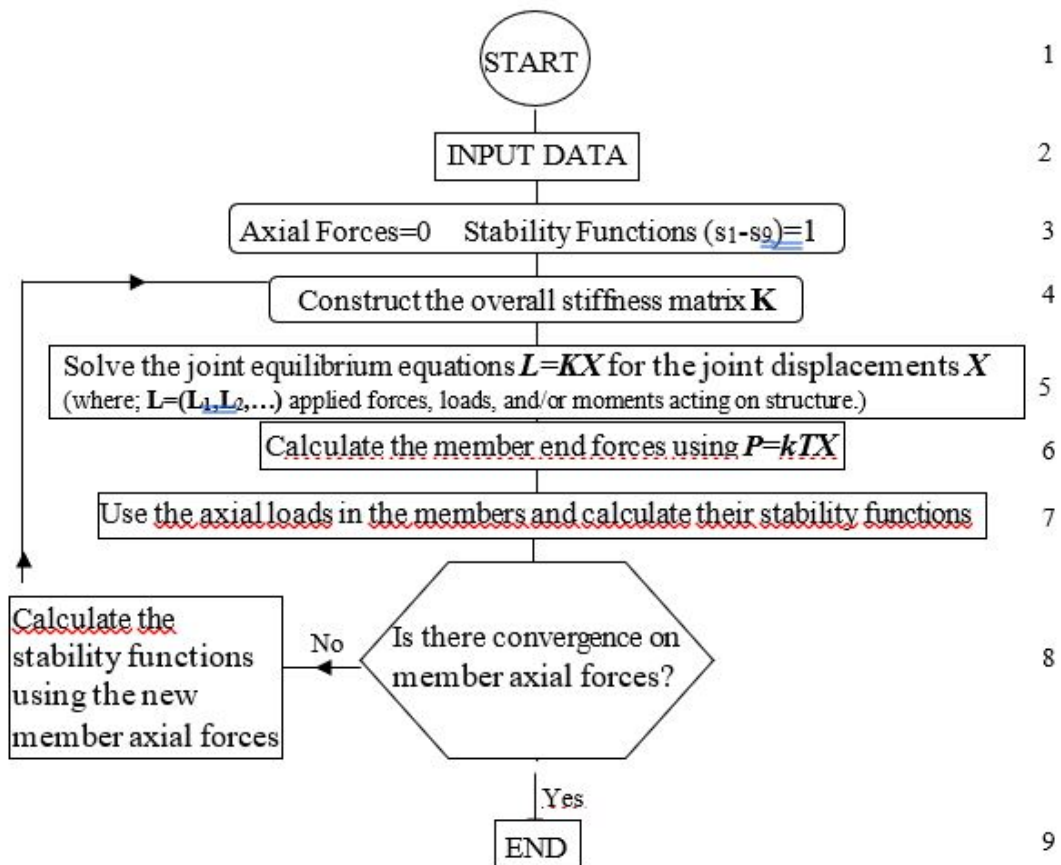 START
1
INPUT DATA
2
Axial Forces=0 Stability Functions (s1-s9)=1
3
Construct the overall stiffness matrix K
4
Solve the joint equilibrium equations L=KX for the joint displacements X
(where; L=(L1,L2,...) applied forces, loads, and/or moments acting on structure.)
5
Calculate the member end forces using P=kTX
6
Use the axial loads in the members and calculate their stability functions
7
Calculate the
stability functions
using the new
member axial forces
No
Is there convergence on
member axial forces?
8
Yes
END
9